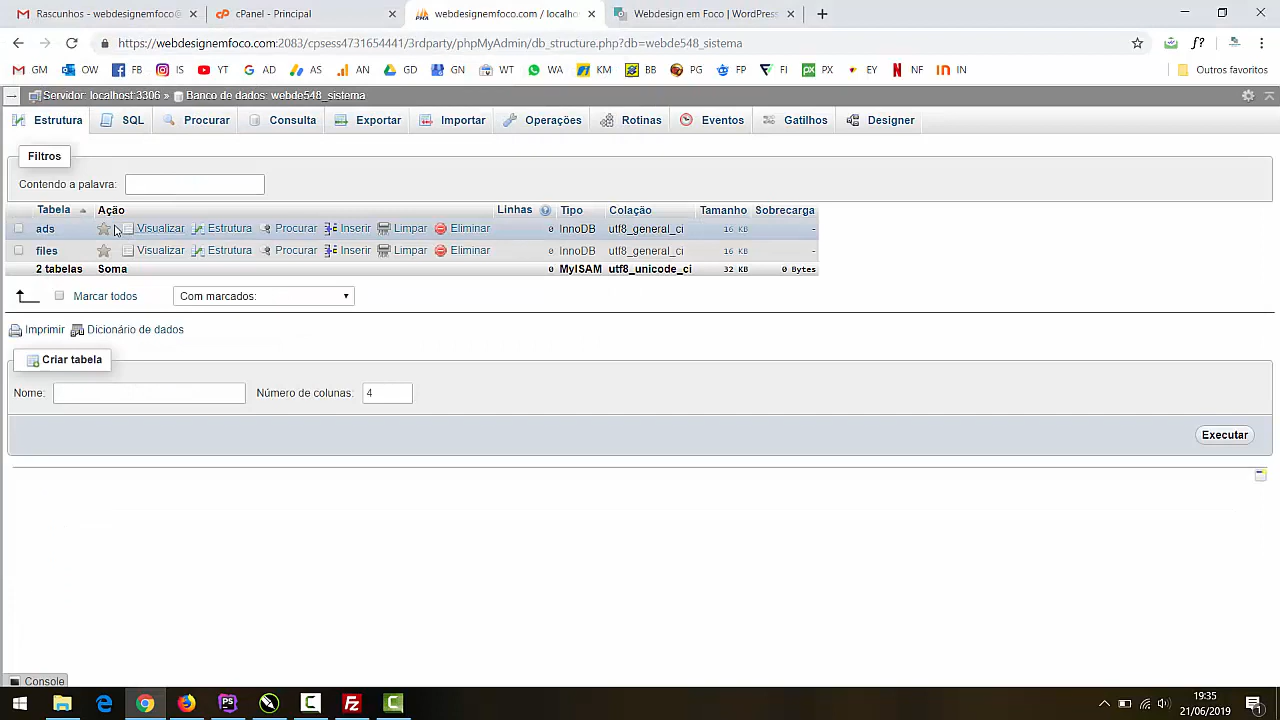 Rascunhos - webdesignemfoco@
cPanel - Principal
webdesignemfoco.com / localho
Webdesign em Foco | WordPress
https://webdesignemfoco.com:2083/cpsess4731654441/3rdparty/phpMyAdmin/db_structure.php?db=webde548_sistema
f?
GM OW FB IS YT AD AS AN GD GN WT WA KM BB PG FP FI PX EY NF IN Outros favoritos
Servidor: localhost:3306 » Banco de dados: webde548_sistema
Estrutura SQL Procurar Consulta Exportar Importar Operações Rotinas Eventos Gatilhos Designer
Filtros
Contendo a palavra:
Tabela Ação Linhas Tipo Colação Tamanho Sobrecarga
ads Visualizar Estrutura Procurar Inserir Limpar Eliminar 0 InnoDB utf8_general_ci 16 KB -
files Visualizar Estrutura Procurar Inserir Limpar Eliminar 0 InnoDB utf8_general_ci 16 KB -
2 tabelas Soma 0 MyISAM utf8_unicode_ci 32 KB 0 Bytes
Marcar todos Com marcados:
Imprimir Dicionário de dados
Criar tabela
Nome: Número de colunas: 4
Executar
Console
19:35
21/06/2019